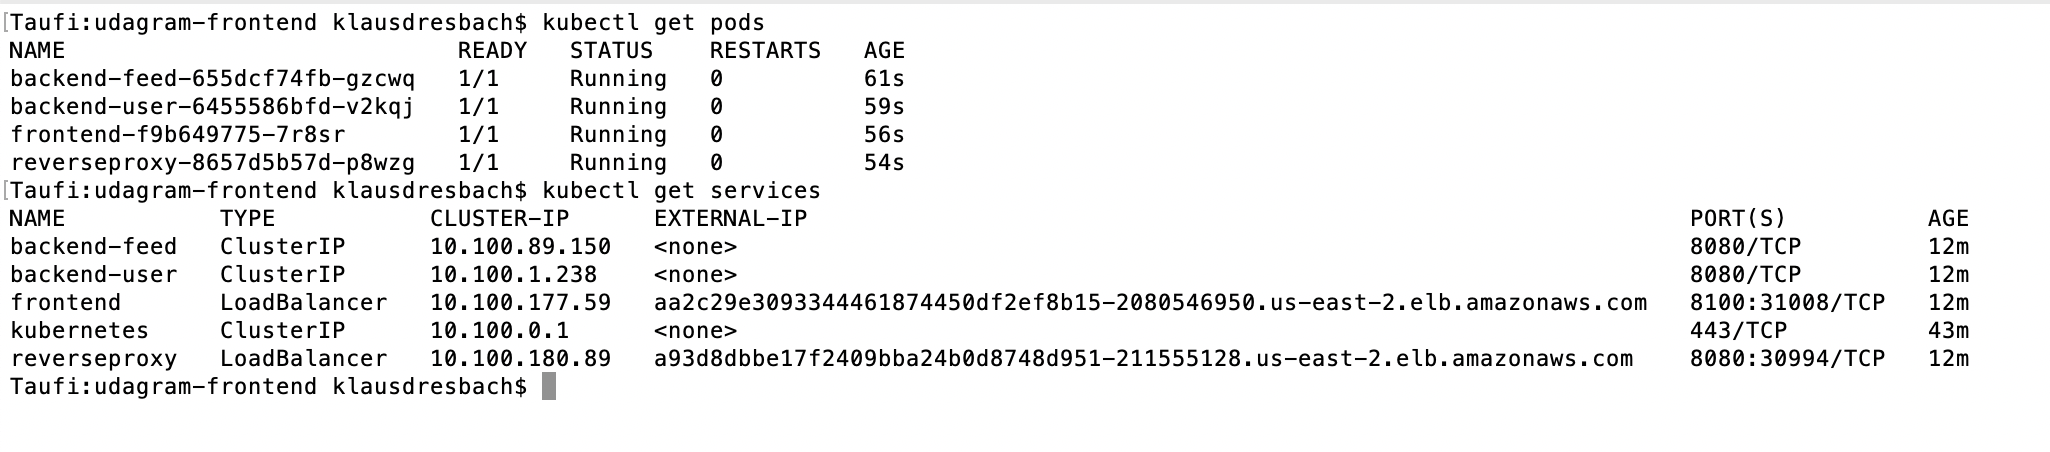 [Taufi:udagram-frontend klausdresbach$ kubectl get pods
NAME                            READY   STATUS    RESTARTS   AGE
backend-feed-655dcf74fb-gzcwq   1/1     Running   0          61s
backend-user-6455586bfd-v2kqj   1/1     Running   0          59s
frontend-f9b649775-7r8sr        1/1     Running   0          56s
reverseproxy-8657d5b57d-p8wzg   1/1     Running   0          54s
[Taufi:udagram-frontend klausdresbach$ kubectl get services
NAME           TYPE           CLUSTER-IP      EXTERNAL-IP                                                               PORT(S)          AGE
backend-feed   ClusterIP      10.100.89.150   <none>                                                                    8080/TCP         12m
backend-user   ClusterIP      10.100.1.238    <none>                                                                    8080/TCP         12m
frontend       LoadBalancer   10.100.177.59   aa2c29e3093344461874450df2ef8b15-2080546950.us-east-2.elb.amazonaws.com   8100:31008/TCP   12m
kubernetes     ClusterIP      10.100.0.1      <none>                                                                    443/TCP          43m
reverseproxy   LoadBalancer   10.100.180.89   a93d8dbbe17f2409bba24b0d8748d951-211555128.us-east-2.elb.amazonaws.com    8080:30994/TCP   12m
Taufi:udagram-frontend klausdresbach$